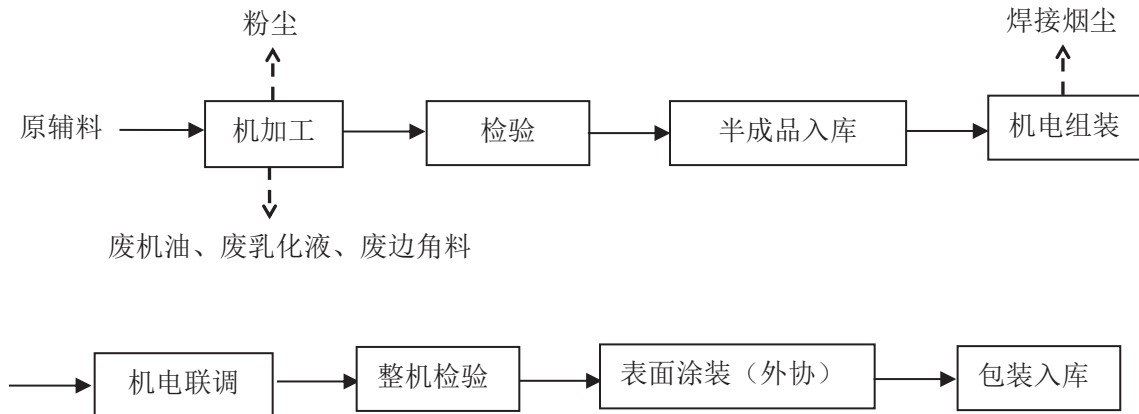 粉尘
焊接烟尘
原辅料
机加工
检验
半成品入库
机电组装
废机油、废乳化液、废边角料
机电联调
整机检验
表面涂装（外协）
包装入库